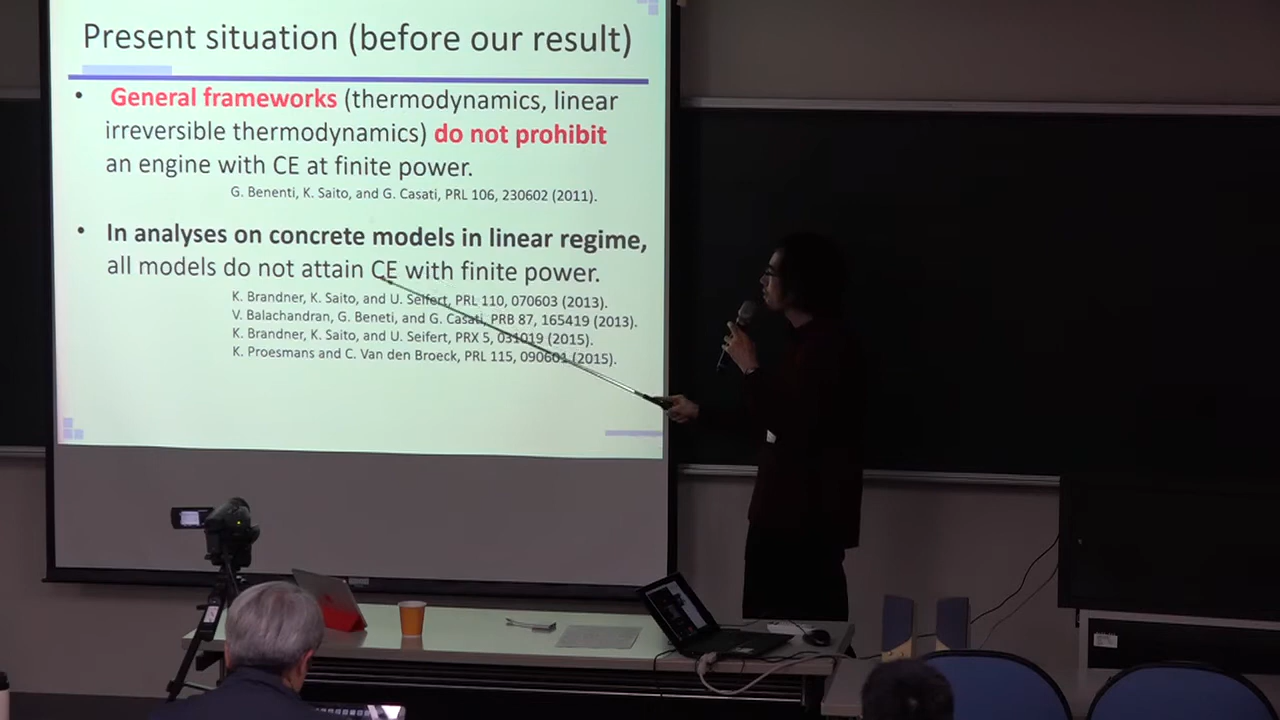 Present situation (before our result)
• General frameworks (thermodynamics, linear
irreversible thermodynamics) do not prohibit
an engine with CE at finite power.
G. Benenti, K. Saito, and G. Casati, PRL 106, 230602 (2011).
• In analyses on concrete models in linear regime,
all models do not attain CE with finite power.
K. Brandner, K. Saito, and U. Seifert, PRL 110, 070603 (2013).
V. Balachandran, G. Beneti, and G. Casati, PRB 87, 165419 (2013).
K. Brandner, K. Saito, and U. Seifert, PRX 5, 031019 (2015).
K. Proesmans and C. Van den Broeck, PRL 115, 090601 (2015).